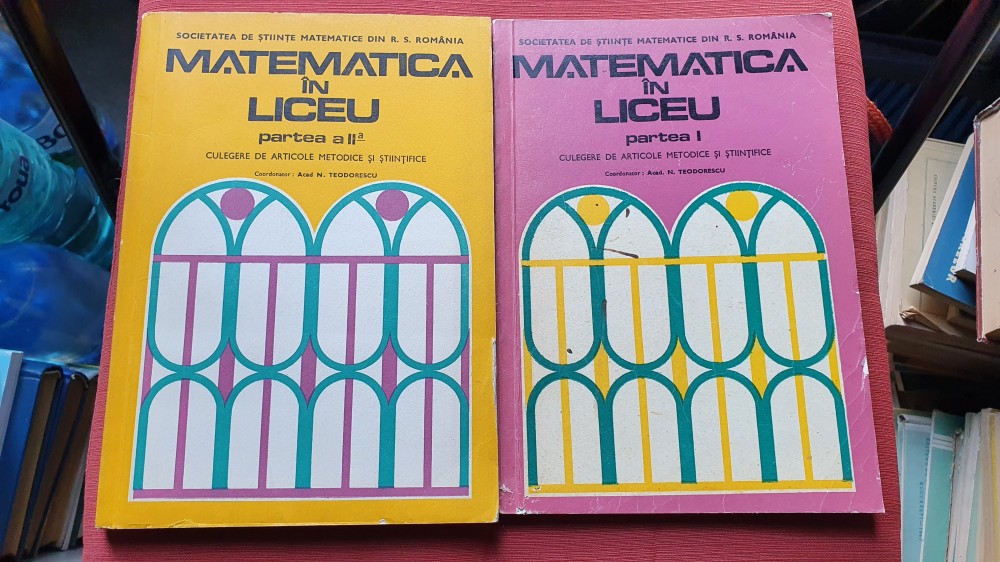 SOCIETATEA DE ȘTIINȚE MATEMATICE DIN R. S. ROMÂNIA
MATEMATICA
ÎN
LICEU
partea a IIª
CULEGERE DE ARTICOLE METODICE ȘI ȘTIINȚIFICE
Coordonator : Acad N. TEODORESCU
SOCIETATEA DE ȘTIINȚE MATEMATICE DIN R. S. ROMÂNIA
MATEMATICA
ÎN
LICEU
partea I
CULEGERE DE ARTICOLE METODICE ȘI ȘTIINȚIFICE
Coordonator : Acad. N. TEODORESCU